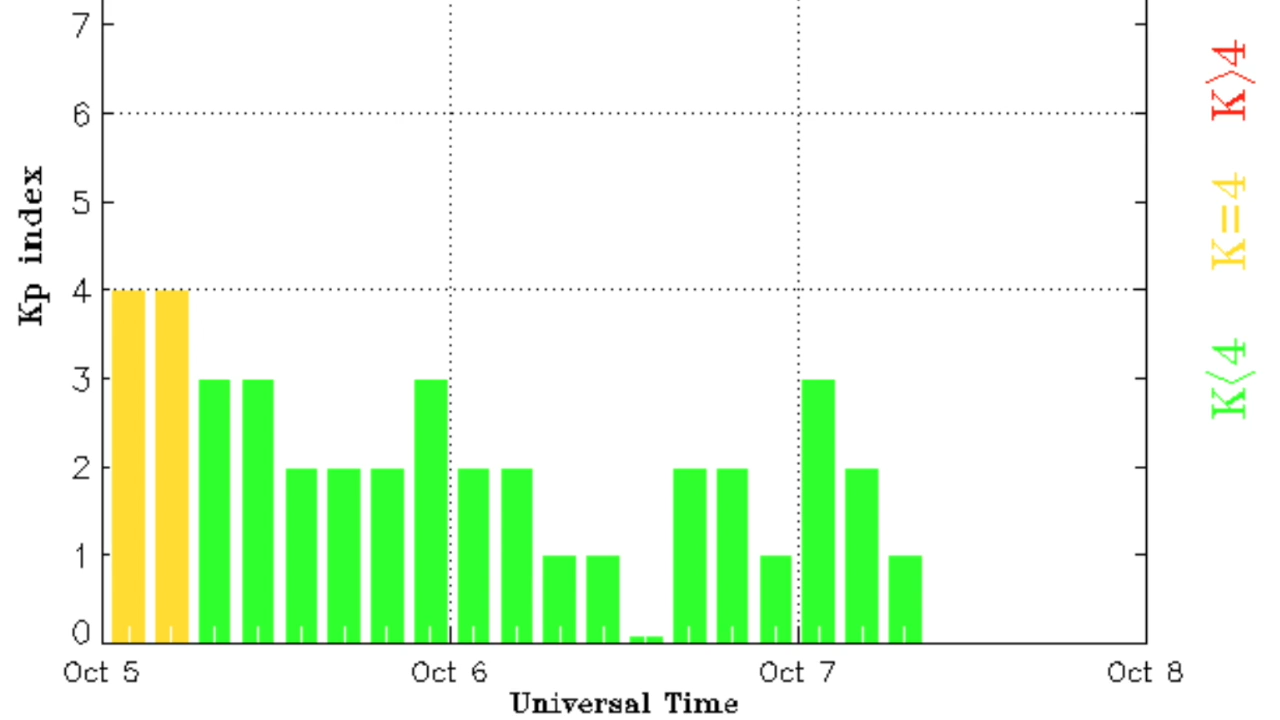 7
6
5
4
3
2
1
0
Kp index
Oct 5
Oct 6
Oct 7
Oct 8
Universal Time
K>4
K=4
K<4